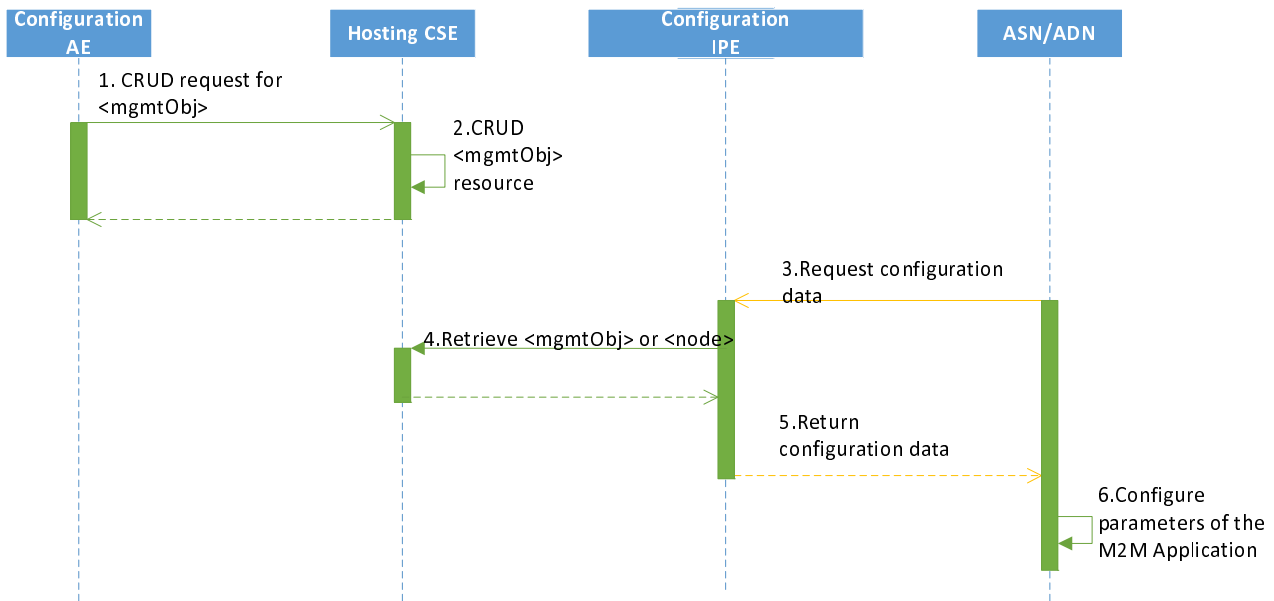 Configuration
AE
Hosting CSE
Configuration
IPE
ASN/ADN
1. CRUD request for
<mgmtObj>
2.CRUD
<mgmtObj>
resource
3.Request configuration
data
4.Retrieve <mgmtObj> or <node>
5.Return
configuration data
6.Configure
parameters of the
M2M Application